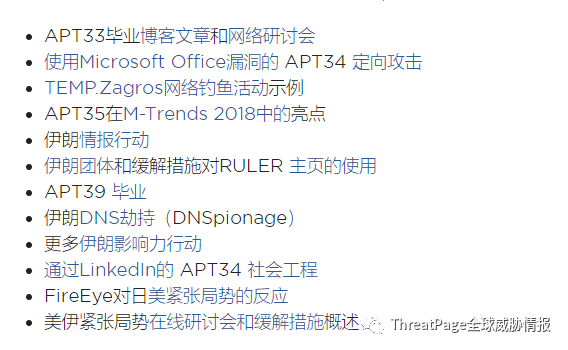 APT33毕业博客文章和网络研讨会
使用Microsoft Office漏洞的 APT34 定向攻击
TEMP.Zagros网络钓鱼活动示例
APT35在M-Trends 2018中的亮点
伊朗情报行动
伊朗团体和缓解措施对RULER 主页的使用
APT39 毕业
伊朗DNS劫持（DNSpionage）
更多伊朗影响力行动
通过LinkedIn的 APT34 社会工程
FireEye对日美紧张局势的反应
美伊紧张局势在线研讨会和缓解措施概述
ThreatPage全球威胁情报